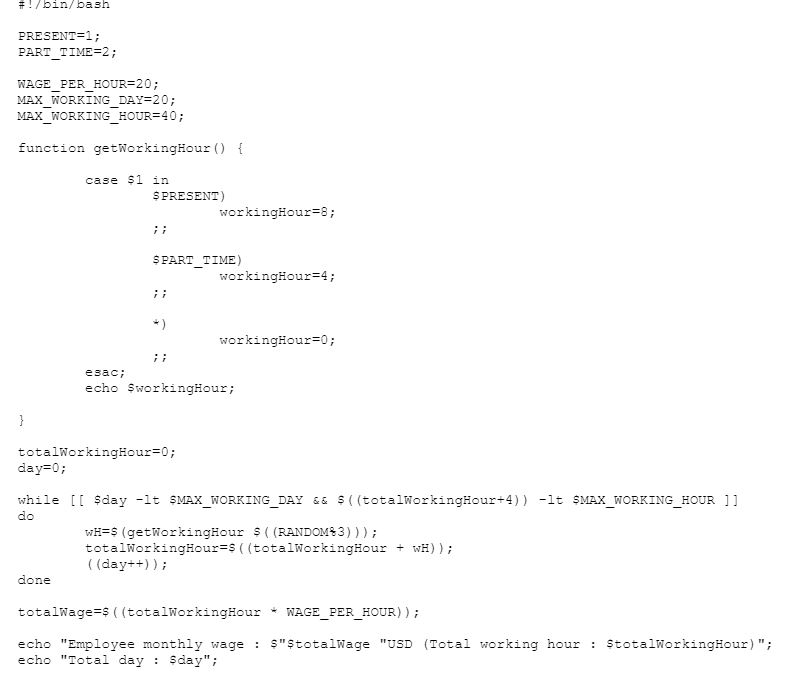 #!/bin/bash
PRESENT=1;
PART_TIME=2;
WAGE_PER_HOUR=20;
MAX_WORKING_DAY=20;
MAX_WORKING_HOUR=40;
function getWorkingHour() {
case $1 in
$PRESENT)
workingHour=8;
;;
$PART_TIME)
workingHour=4;
;;
*)
workingHour=0;
;;
esac;
echo $workingHour;
}
totalWorkingHour=0;
day=0;
while [[ $day -lt $MAX_WORKING_DAY && $((totalWorkingHour+4)) -lt $MAX_WORKING_HOUR ]]
do
wH=$(getWorkingHour $((RANDOM%3)));
totalWorkingHour=$((totalWorkingHour + wH));
((day++));
done
totalWage=$((totalWorkingHour * WAGE_PER_HOUR));
echo "Employee monthly wage : $"$totalWage "USD (Total working hour : $totalWorkingHour)";
echo "Total day : $day";